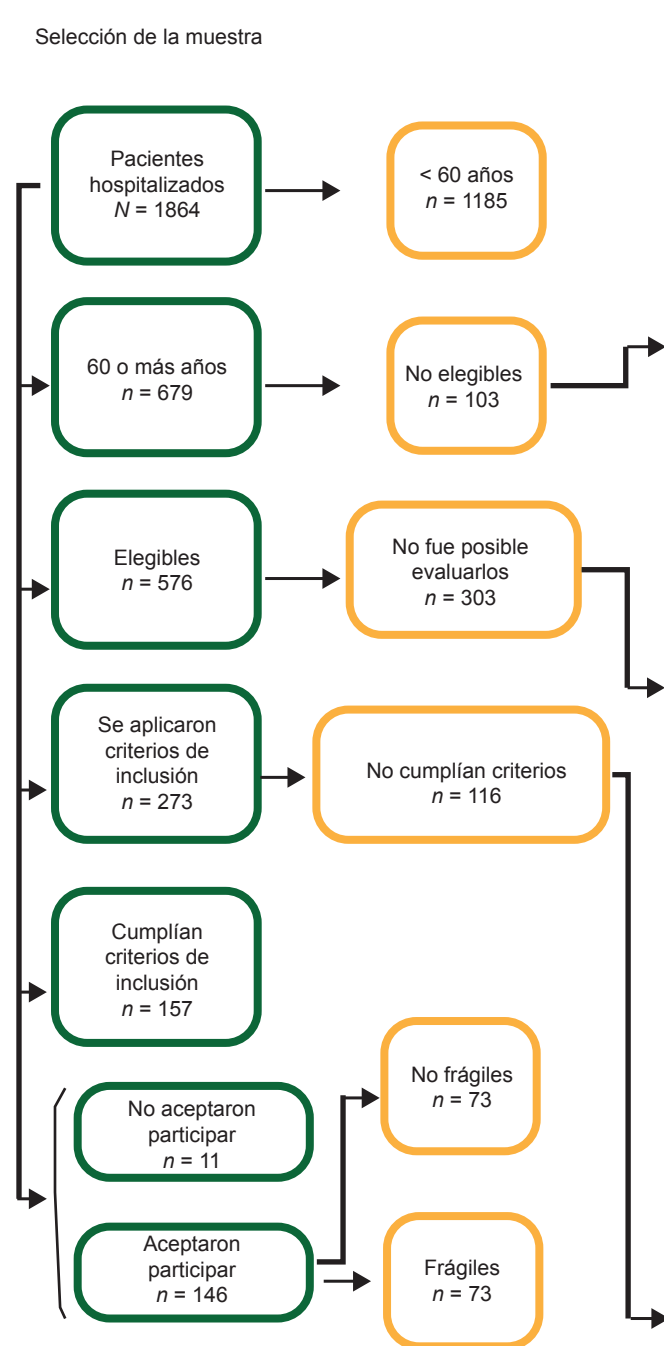 Selección de la muestra
Pacientes
hospitalizados
N = 1864
< 60 años
n = 1185
60 o más años
n = 679
No elegibles
n = 103
Elegibles
n = 576
No fue posible
evaluarlos
n = 303
Se aplicaron
criterios de
inclusión
n = 273
No cumplían criterios
n = 116
Cumplían
criterios de
inclusión
n = 157
No aceptaron
participar
n = 11
No frágiles
n = 73
Aceptaron
participar
n = 146
Frágiles
n = 73